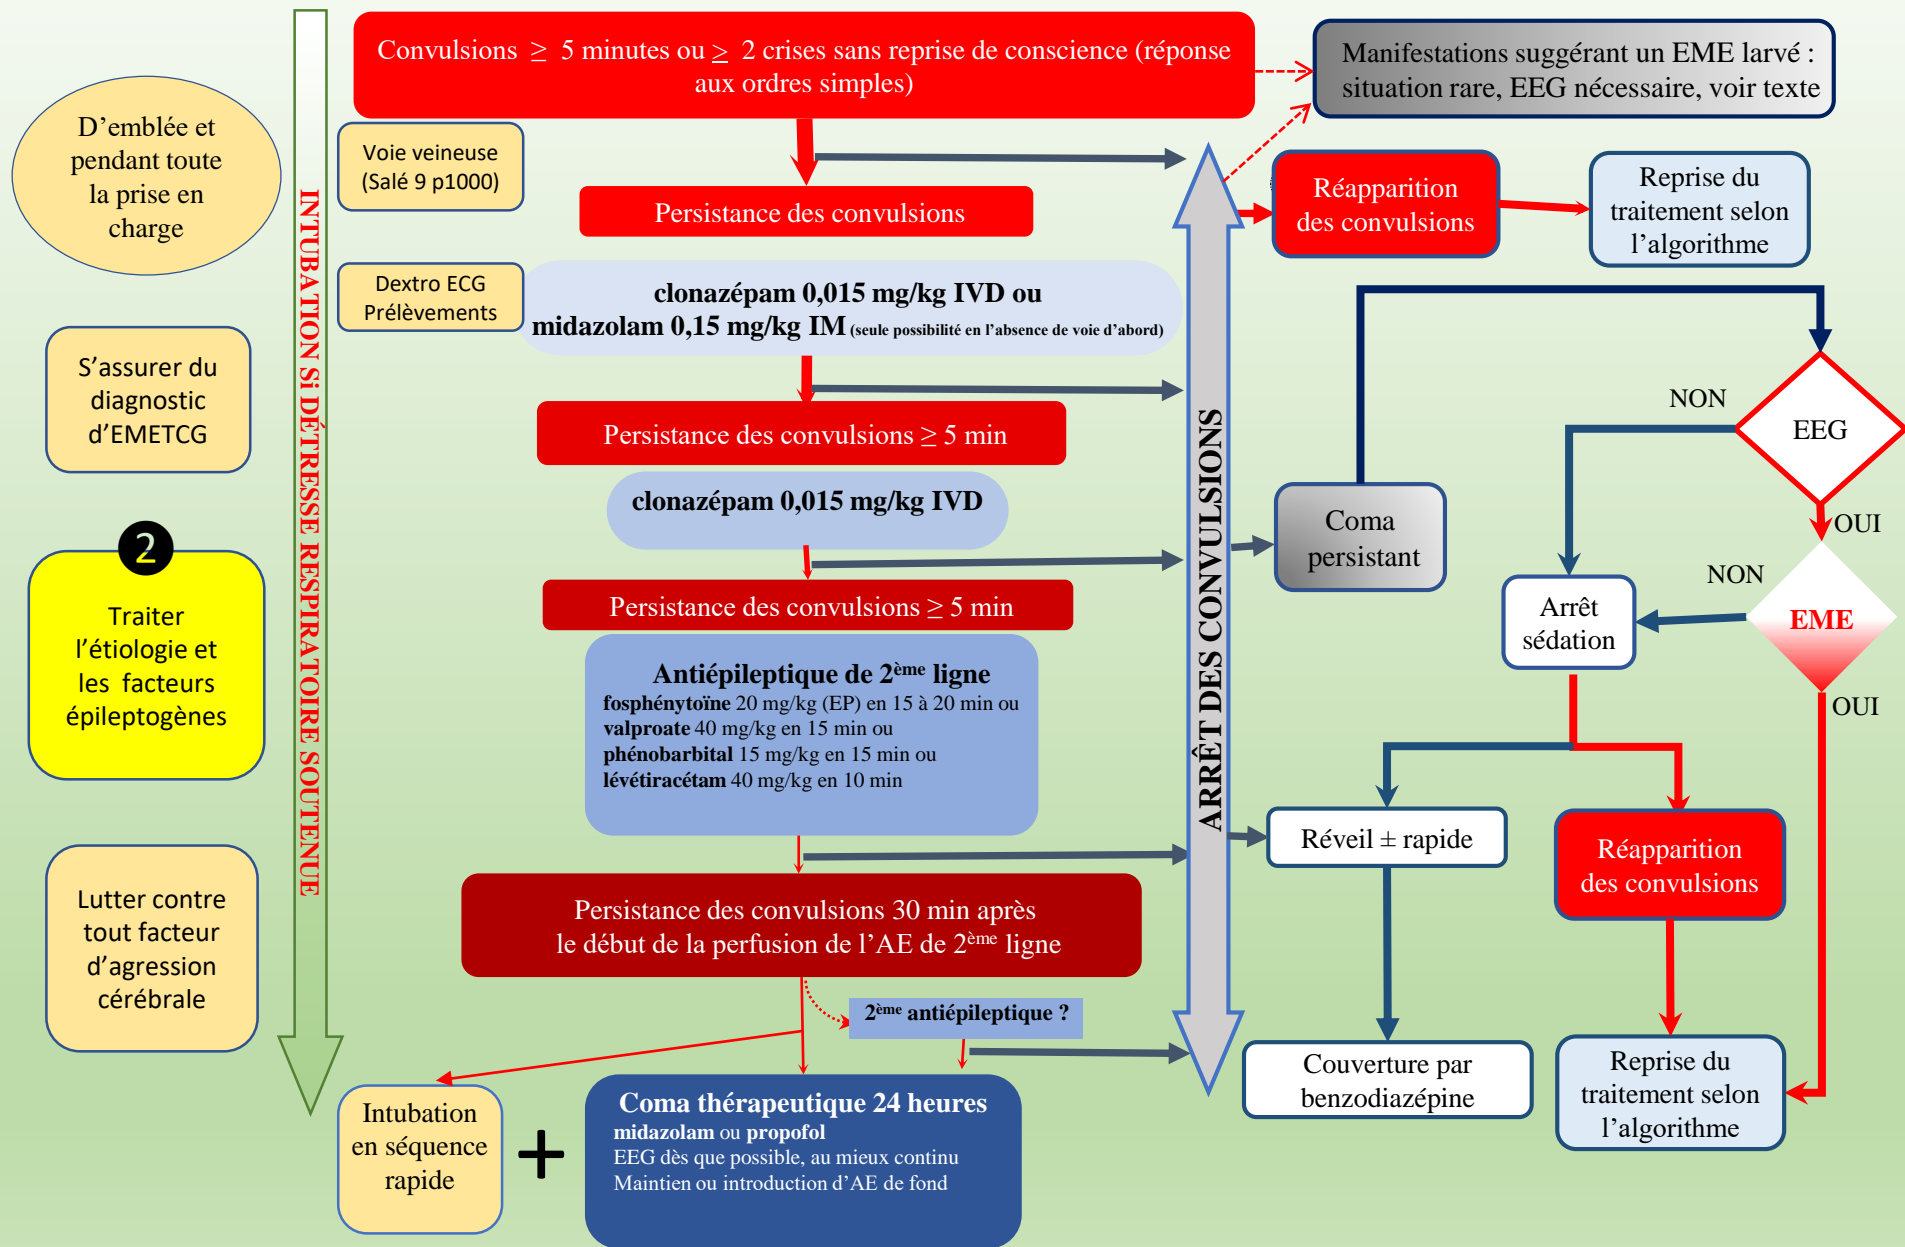 Convulsions ≥ 5 minutes ou ≥ 2 crises sans reprise de conscience (réponse
aux ordres simples)
Manifestations suggérant un EME larvé :
situation rare, EEG nécessaire, voir texte
D’emblée et
pendant toute
la prise en
charge
INTUBATION Si DÉTRESSE RESPIRATOIRE SOUTENUE
Voie veineuse
(Salé 9 p1000)
Persistance des convulsions
Réapparition
des convulsions
Reprise du
traitement selon
l’algorithme
Dextro ECG
Prélèvements
clonazépam 0,015 mg/kg IVD ou
midazolam 0,15 mg/kg IM (seule possibilité en l’absence de voie d’abord)
S’assurer du
diagnostic
d’EMETCG
Persistance des convulsions ≥ 5 min
clonazépam 0,015 mg/kg IVD
ARRÊT DES CONVULSIONS
Coma
persistant
NON
EEG
OUI
NON
EME
OUI
Arrêt
sédation
2
Traiter
l’étiologie et
les facteurs
épileptogènes
Persistance des convulsions ≥ 5 min
Antiépileptique de 2ème ligne
fosphénytoïne 20 mg/kg (EP) en 15 à 20 min ou
valproate 40 mg/kg en 15 min ou
phénobarbital 15 mg/kg en 15 min ou
lévétiracétam 40 mg/kg en 10 min
Réveil ± rapide
Réapparition
des convulsions
Lutter contre
tout facteur
d’agression
cérébrale
Persistance des convulsions 30 min après
le début de la perfusion de l’AE de 2ème ligne
2ème antiépileptique ?
Couverture par
benzodiazépine
Reprise du
traitement selon
l’algorithme
Intubation
en séquence
rapide
+
Coma thérapeutique 24 heures
midazolam ou propofol
EEG dès que possible, au mieux continu
Maintien ou introduction d’AE de fond